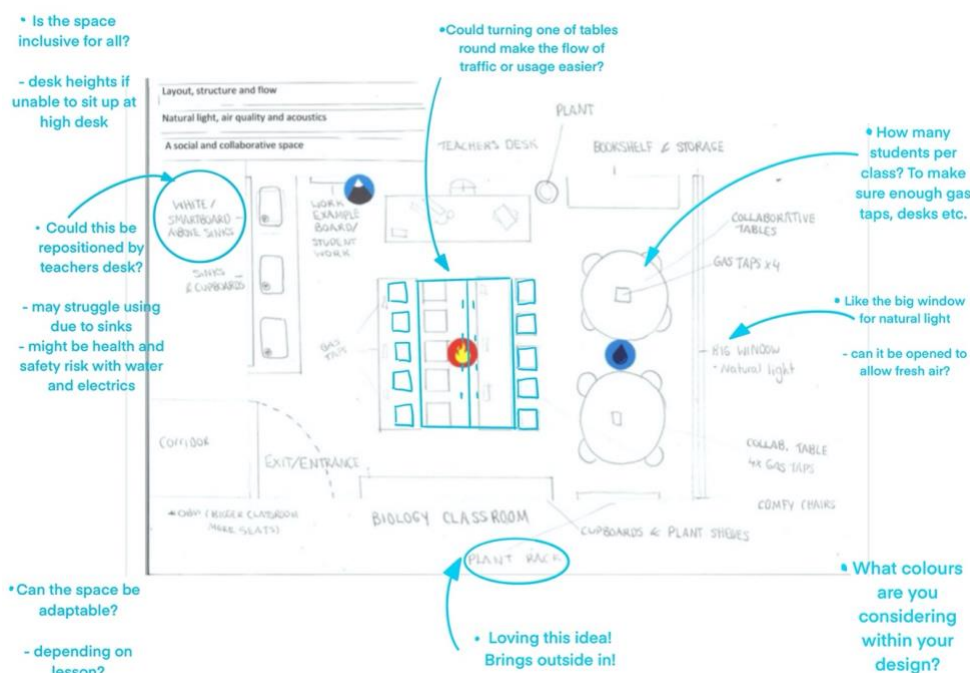 • Is the space
inclusive for all?
- desk heights if
unable to sit up at
high desk
•Could turning one of tables
round make the flow of
traffic or usage easier?
Layout, structure and flow
Natural light, air quality and acoustics
A social and collaborative space
PLANT
TEACHERS DESK
BOOKSHELF & STORAGE
• How many
students per
class? To make
sure enough gas
taps, desks etc.
WHITE/
SMARTBOARD -
ABOVE SINKS
WORK
EXAMPLE
BOARD/
STUDENT
WORK
COLLABORATIVE
TABLES
GAS TAPS x4
• Could this be
repositioned by
teachers desk?
- may struggle using
due to sinks
- might be health and
safety risk with water
and electrics
SINKS
& CUPBOARDS
GAS
TAPS
• Like the big window
for natural light
- can it be opened to
allow fresh air?
BIG WINDOW
- Natural light
Corridor
EXIT/ENTRANCE
COLLAB. TABLE
4x GAS TAPS
COMFY CHAIRS
BIOLOGY CLASSROOM
CUPBOARDS & PLANT SHELVES
PLANT RACK
MORE SEATS)
• Can the space be
adaptable?
- depending on
lesson?
• Loving this idea!
Brings outside in!
• What colours
are you
considering
within your
design?